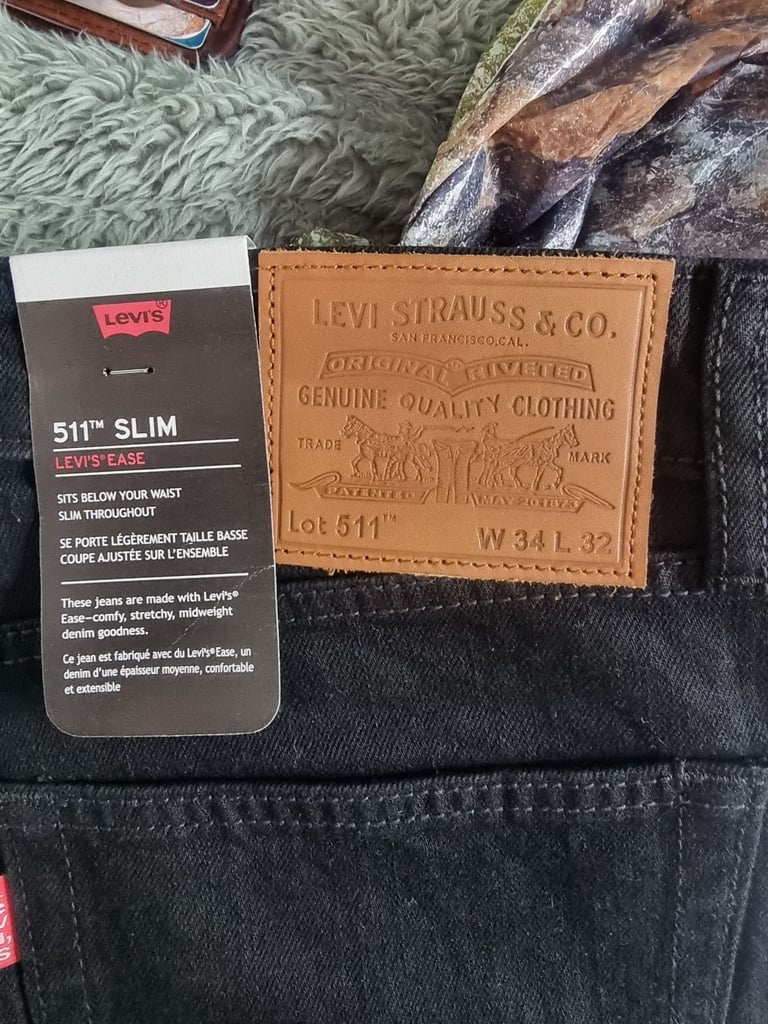 LEVI'S®
511™ SLIM
LEVI'S® EASE
SITS BELOW YOUR WAIST
SLIM THROUGHOUT
SE PORTE LÉGÈREMENT TAILLE BASSE
COUPE AJUSTÉE SUR L'ENSEMBLE
These jeans are made with Levi's®
Ease—comfy, stretchy, midweight
denim goodness.
Ce jean est fabriqué avec du Levi's® Ease, un
denim d'une épaisseur moyenne, confortable
et extensible
LEVI STRAUSS & CO.
SAN FRANCISCO, CAL.
ORIGINAL RIVETED
GENUINE QUALITY CLOTHING
TRADE MARK
PATENTED MAY 20 1873
Lot 511™ W 34 L 32